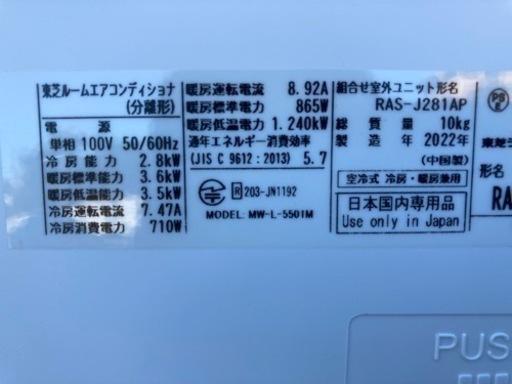 東芝ルームエアコンディショナ
(分離形)
電 源
単相 100V 50/60Hz
冷房能力 2.8kW
暖房標準能力 3.6kW
暖房低温能力 3.5kW
冷房運転電流 7.47A
冷房消費電力 710W
暖房運転電流 8.92A
暖房標準電力 865W
暖房低温電力 1.240kW
通年エネルギー消費効率
(JIS C 9612:2013) 5.7
R 203-JN1192
MODEL: MW-L-5501M
組合せ室外ユニット形名
RAS-J281AP
総 質 量 10kg
製 造 年 2022年
(中国製)
空冷式 冷房・暖房兼用
日本国内専用品
Use only in Japan
PS
E
東芝
形名
RA
PUS